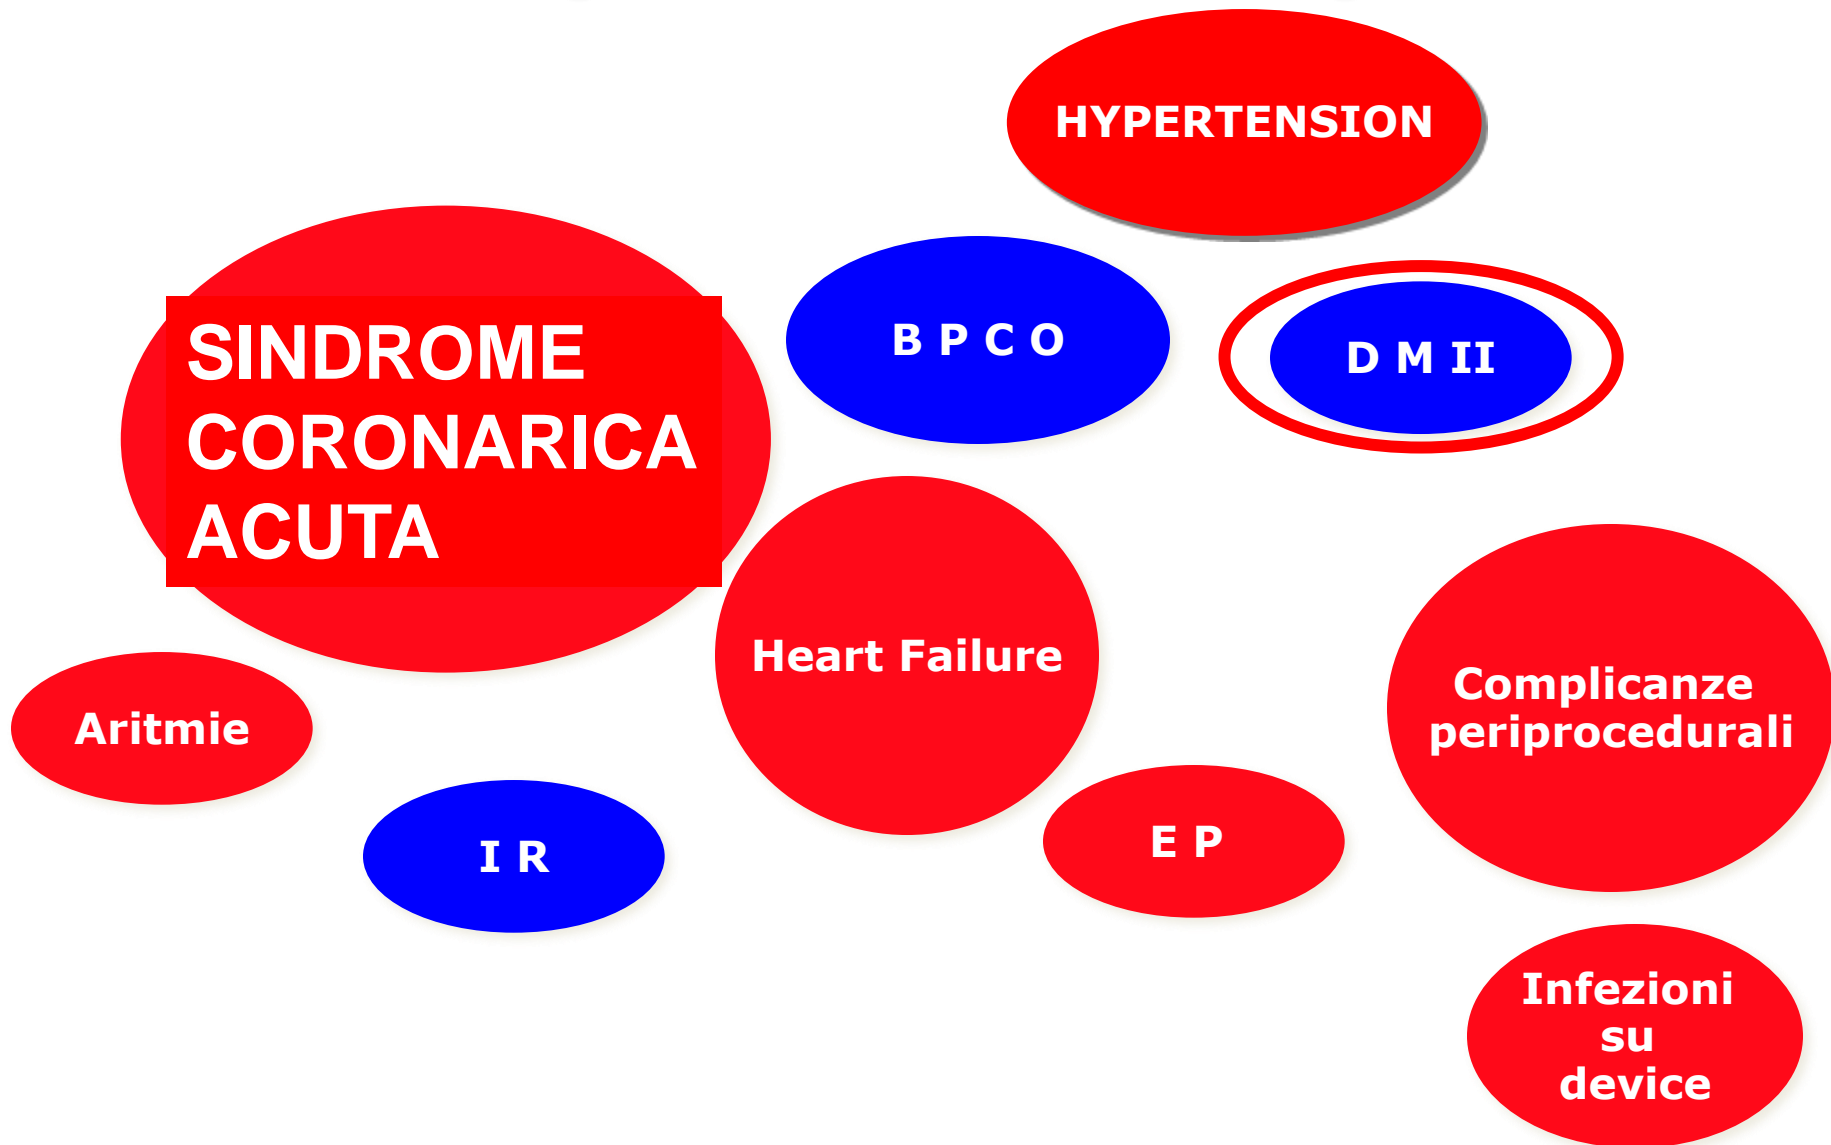 HYPERTENSION
SINDROME
CORONARICA
ACUTA
B P C O
D M II
Heart Failure
Complicanze
periprocedurali
Aritmie
I R
E P
Infezioni
su
device